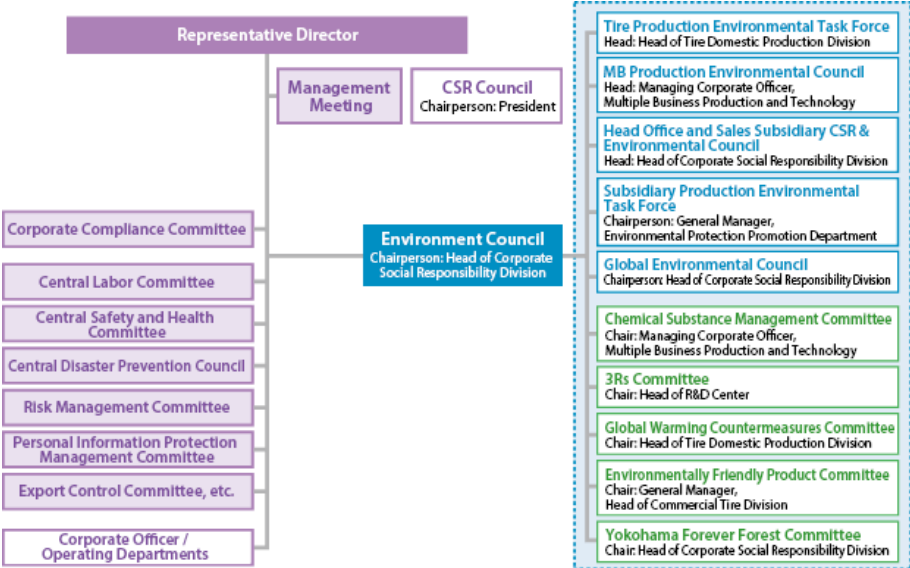 Representative Director
Management
Meeting
CSR Council
Chairperson: President
Corporate Compliance Committee
Central Labor Committee
Central Safety and Health
Committee
Central Disaster Prevention Council
Risk Management Committee
Personal Information Protection
Management Committee
Export Control Committee, etc.
Corporate Officer /
Operating Departments
Environment Council
Chairperson: Head of Corporate
Social Responsibility Division
Tire Production Environmental Task Force
Head: Head of Tire Domestic Production Division
MB Production Environmental Council
Head: Managing Corporate Officer,
Multiple Business Production and Technology
Head Office and Sales Subsidiary CSR &
Environmental Council
Head: Head of Corporate Social Responsibility Division
Subsidiary Production Environmental
Task Force
Chairperson: General Manager,
Environmental Protection Promotion Department
Global Environmental Council
Chairperson: Head of Corporate Social Responsibility Division
Chemical Substance Management Committee
Chair: Managing Corporate Officer,
Multiple Business Production and Technology
3Rs Committee
Chair: Head of R&D Center
Global Warming Countermeasures Committee
Chair: Head of Tire Domestic Production Division
Environmentally Friendly Product Committee
Chair: General Manager,
Head of Commercial Tire Division
Yokohama Forever Forest Committee
Chair: Head of Corporate Social Responsibility Division